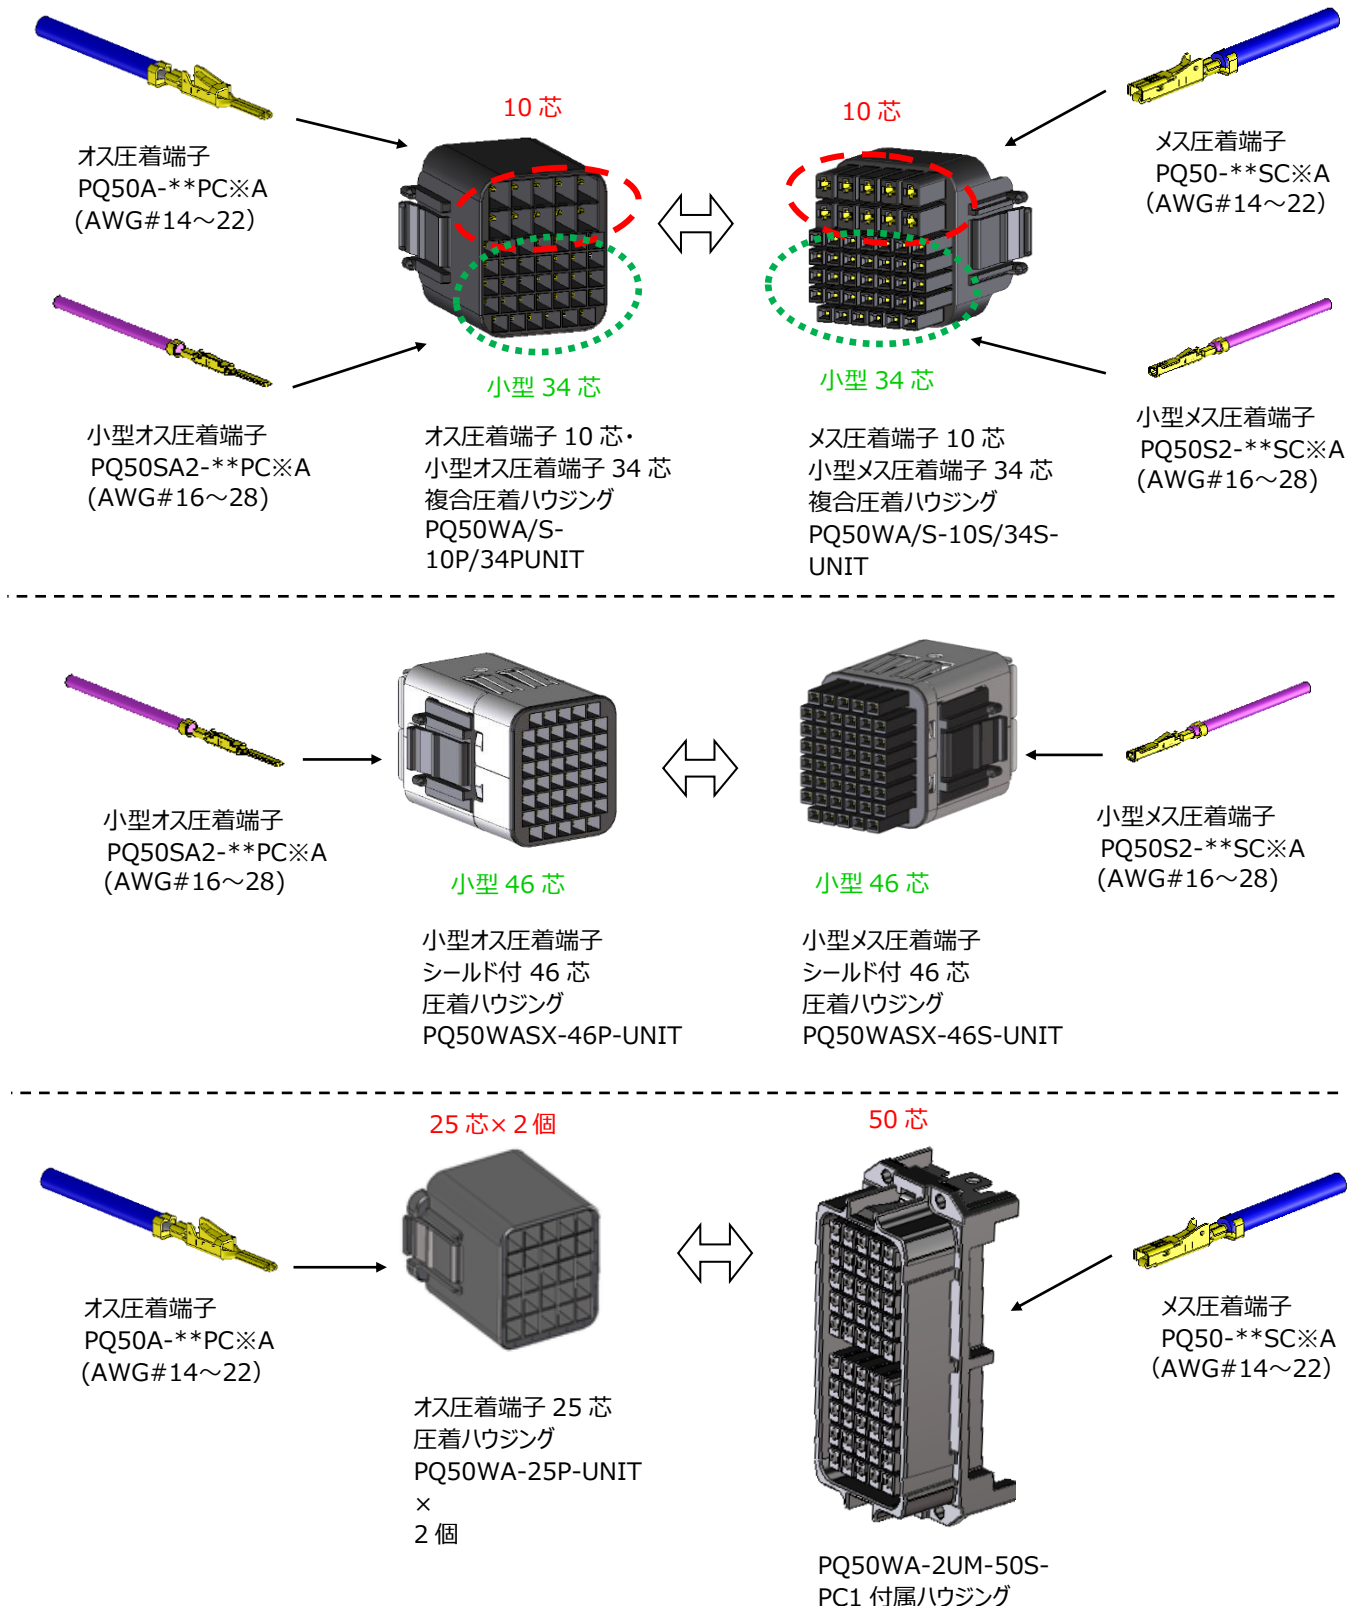 10 芯
10 芯
オス圧着端子
PQ50A-**PC※A
(AWG#14～22)
メス圧着端子
PQ50-**SC※A
(AWG#14～22)
小型 34 芯
小型 34 芯
小型オス圧着端子
PQ50SA2-**PC※A
(AWG#16～28)
オス圧着端子 10 芯・
小型オス圧着端子 34 芯
複合圧着ハウジング
PQ50WA/S-
10P/34PUNIT
メス圧着端子 10 芯
小型メス圧着端子 34 芯
複合圧着ハウジング
PQ50WA/S-10S/34S-
UNIT
小型メス圧着端子
PQ50S2-**SC※A
(AWG#16～28)
小型オス圧着端子
PQ50SA2-**PC※A
(AWG#16～28)
小型 46 芯
小型 46 芯
小型メス圧着端子
PQ50S2-**SC※A
(AWG#16～28)
小型オス圧着端子
シールド付 46 芯
圧着ハウジング
PQ50WASX-46P-UNIT
小型メス圧着端子
シールド付 46 芯
圧着ハウジング
PQ50WASX-46S-UNIT
25 芯×２個
50 芯
オス圧着端子
PQ50A-**PC※A
(AWG#14～22)
メス圧着端子
PQ50-**SC※A
(AWG#14～22)
オス圧着端子 25 芯
圧着ハウジング
PQ50WA-25P-UNIT
×
2 個
PQ50WA-2UM-50S-
PC1 付属ハウジング